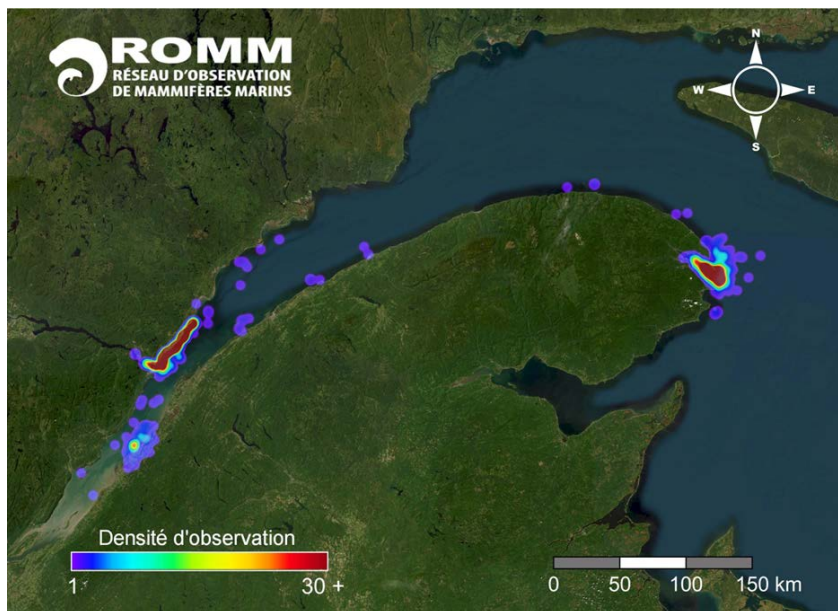 ROMM
RÉSEAU D'OBSERVATION
DE MAMMIFÈRES MARINS
N
W E
S
Densité d'observation
1 30 +
0 50 100 150 km